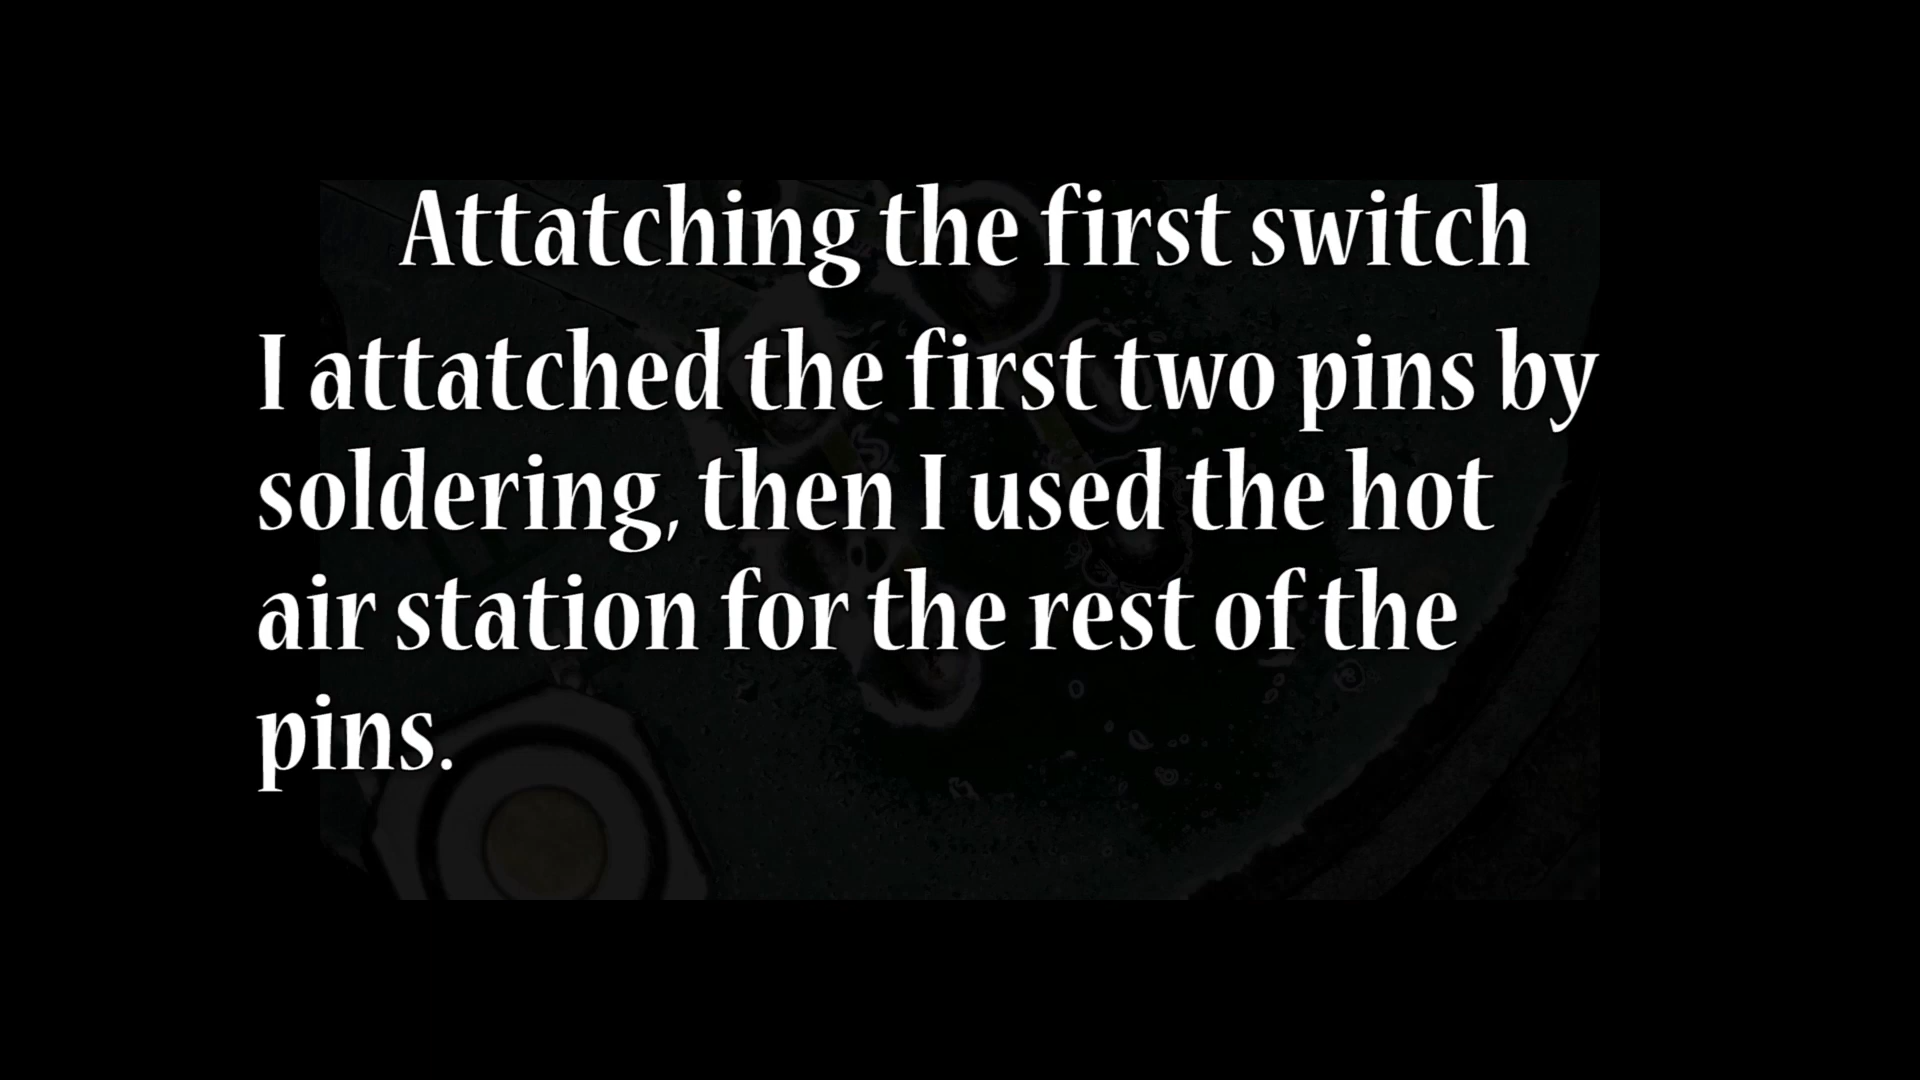 Attatching the first switch
I attatched the first two pins by
soldering, then I used the hot
air station for the rest of the
pins.